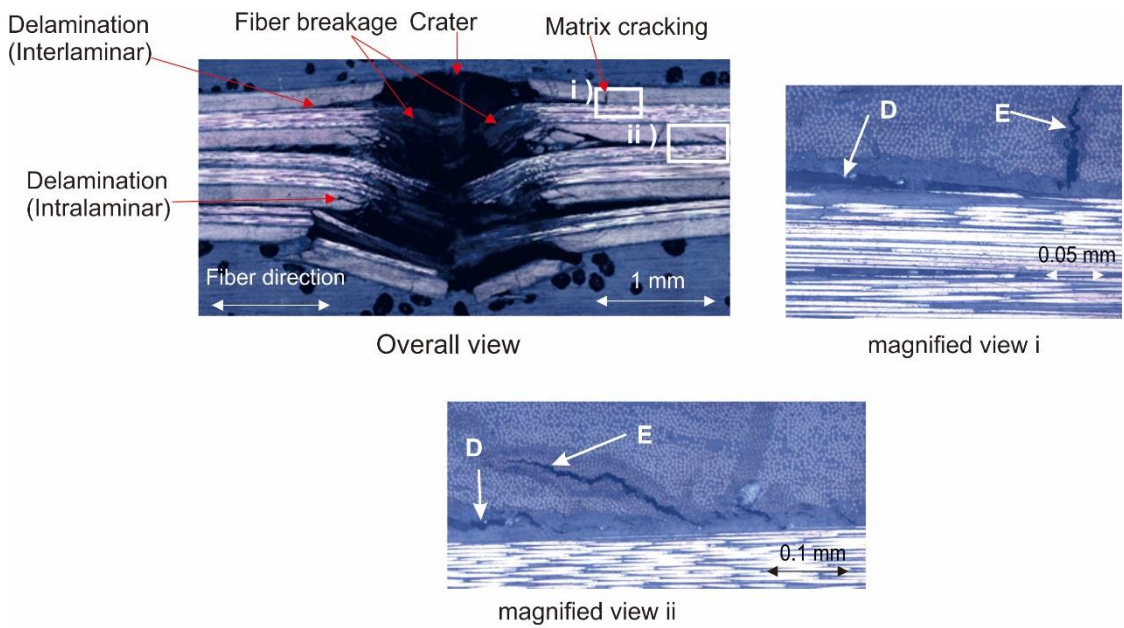 Delamination
(Interlaminar)
Fiber breakage
Crater
Matrix cracking
i )
ii )
Delamination
(Intralaminar)
Fiber direction
1 mm
Overall view
D
E
0.05 mm
magnified view i
D
E
0.1 mm
magnified view ii